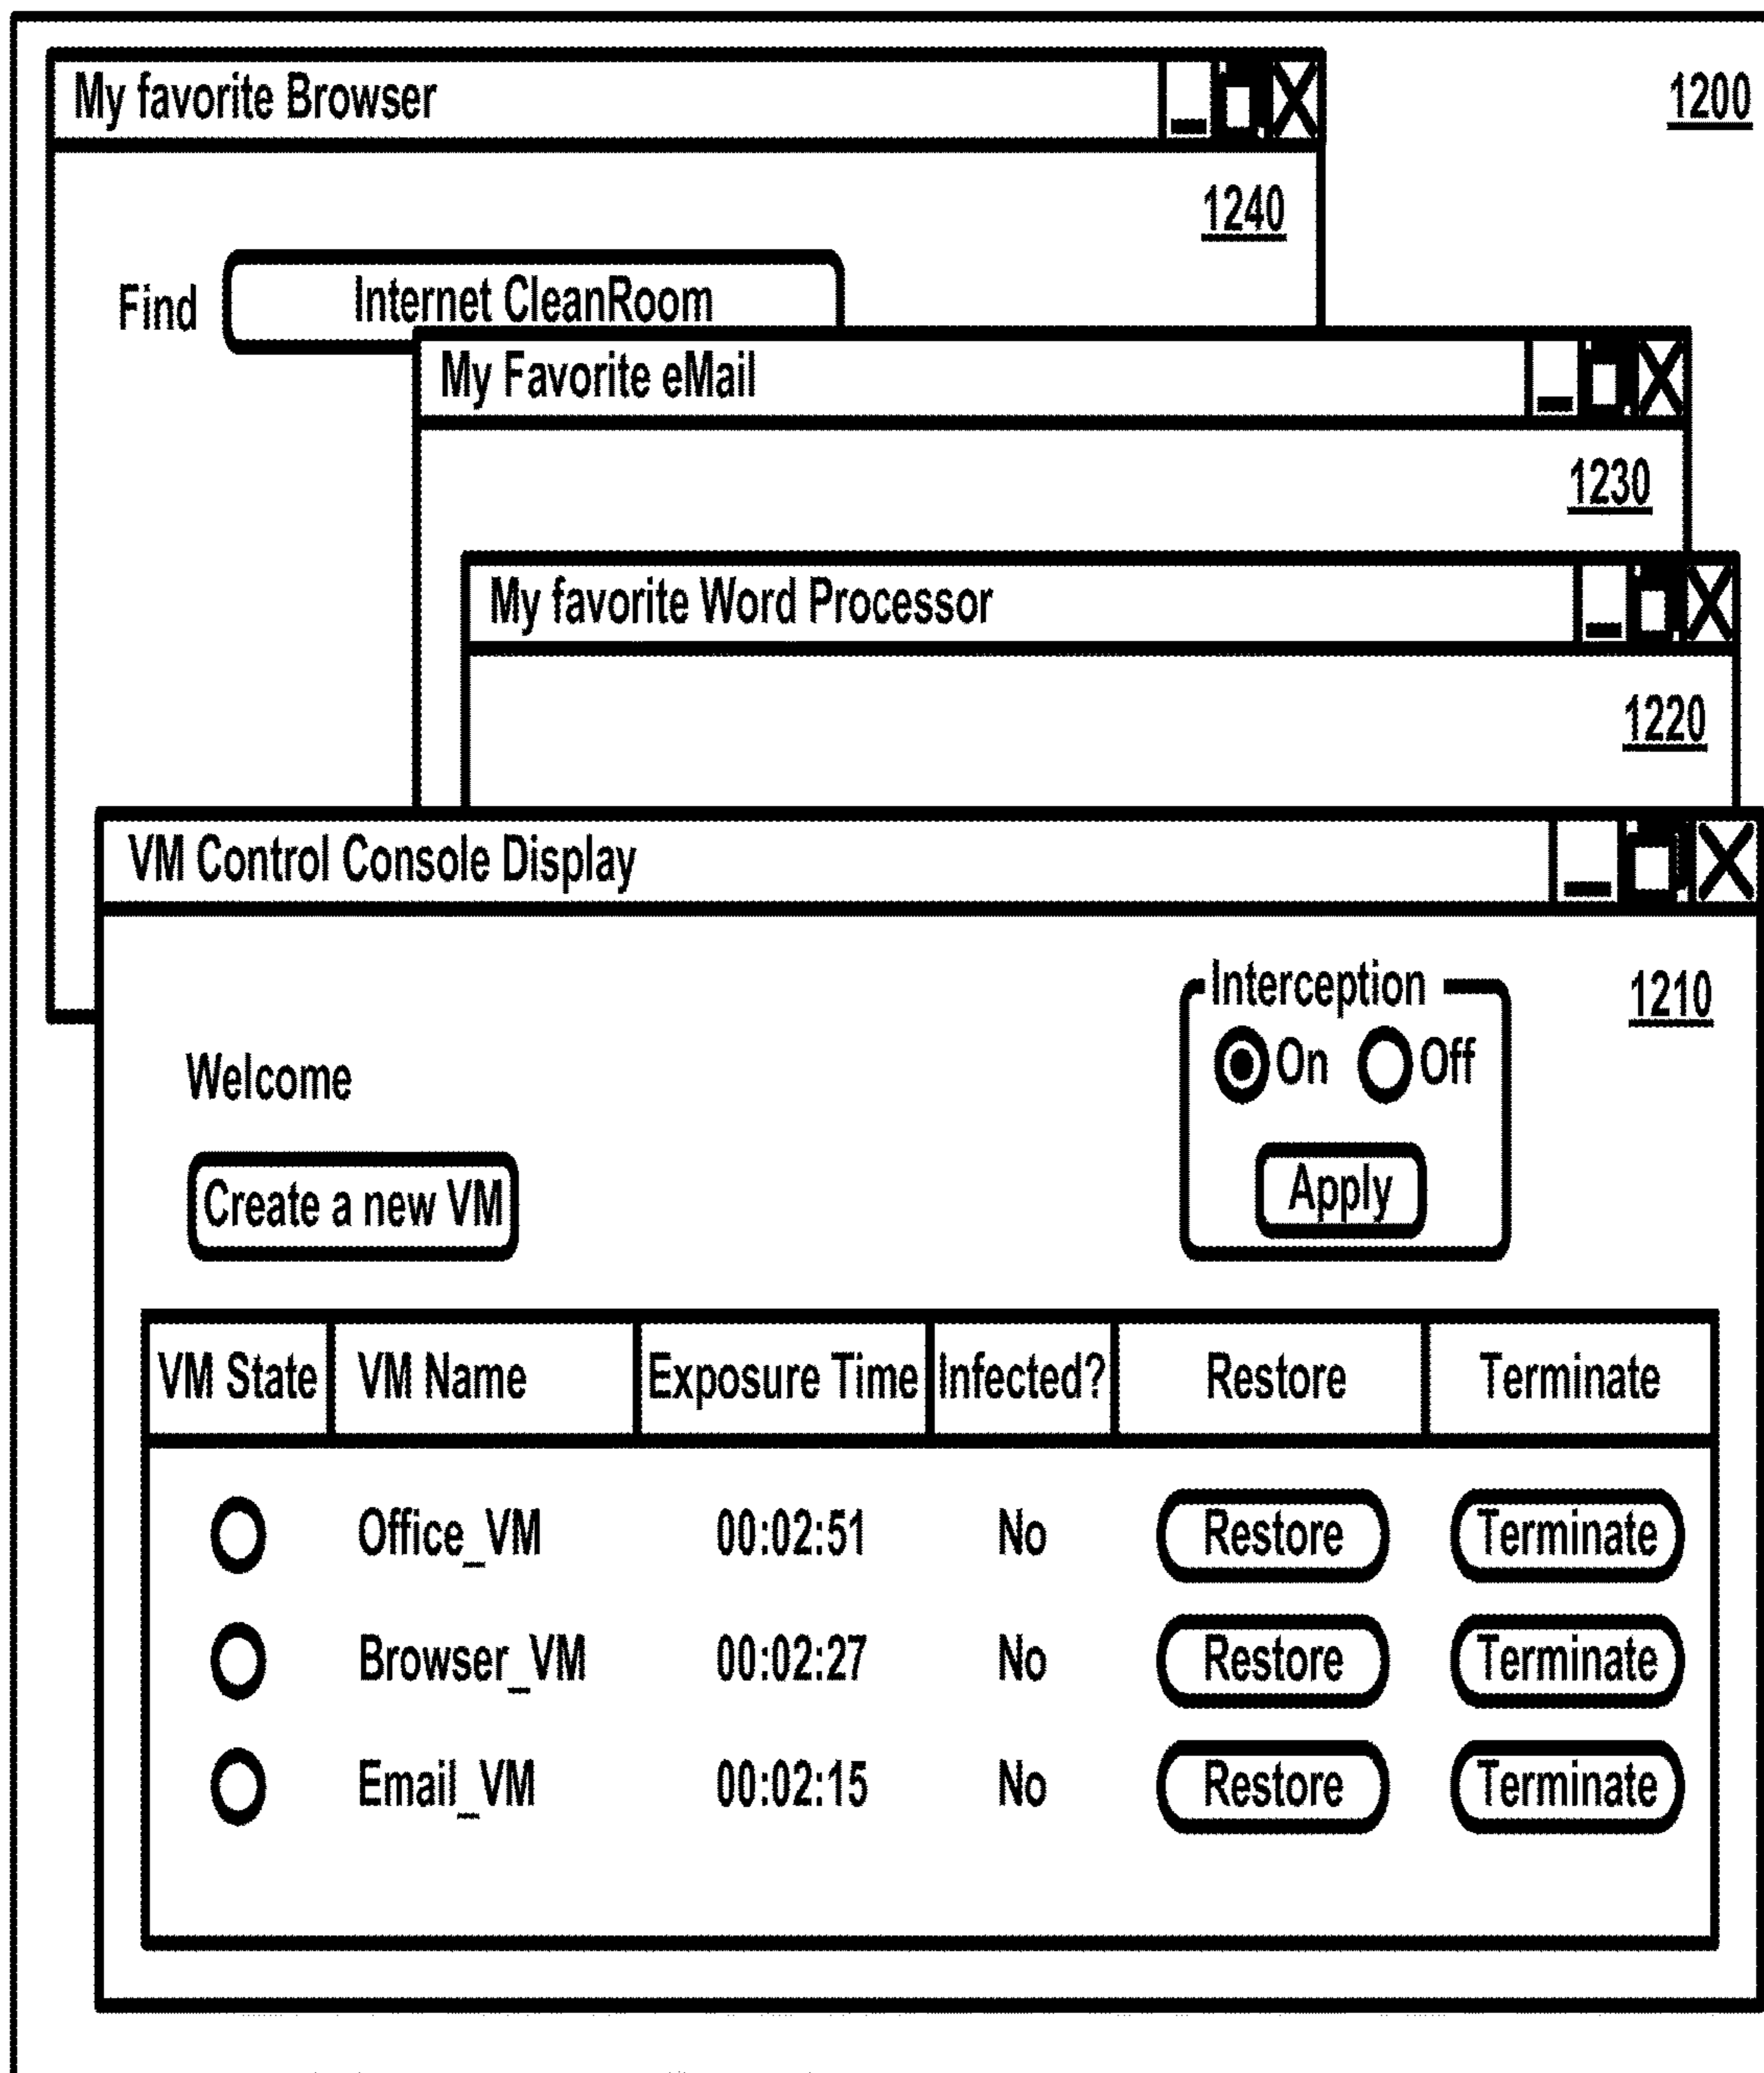 My favorite Browser
1200
1240
Find Internet CleanRoom
My Favorite eMail
1230
My favorite Word Processor
1220
VM Control Console Display
1210
Interception
On Off
Welcome
Apply
Create a new VM
VM State VM Name Exposure Time Infected? Restore Terminate
Office_VM 00:02:51 No Restore Terminate
Browser_VM 00:02:27 No Restore Terminate
Email_VM 00:02:15 No Restore Terminate